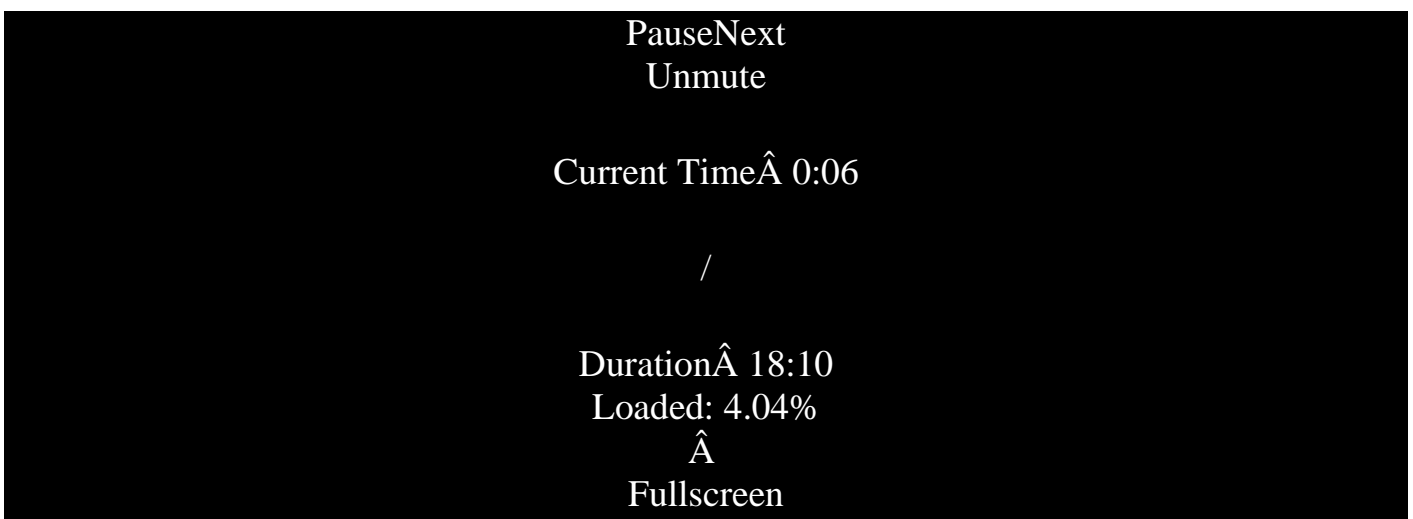 PauseNext
Unmute
Current TimeÂ 0:06
/
DurationÂ 18:10
Loaded: 4.04%
Â
Fullscreen